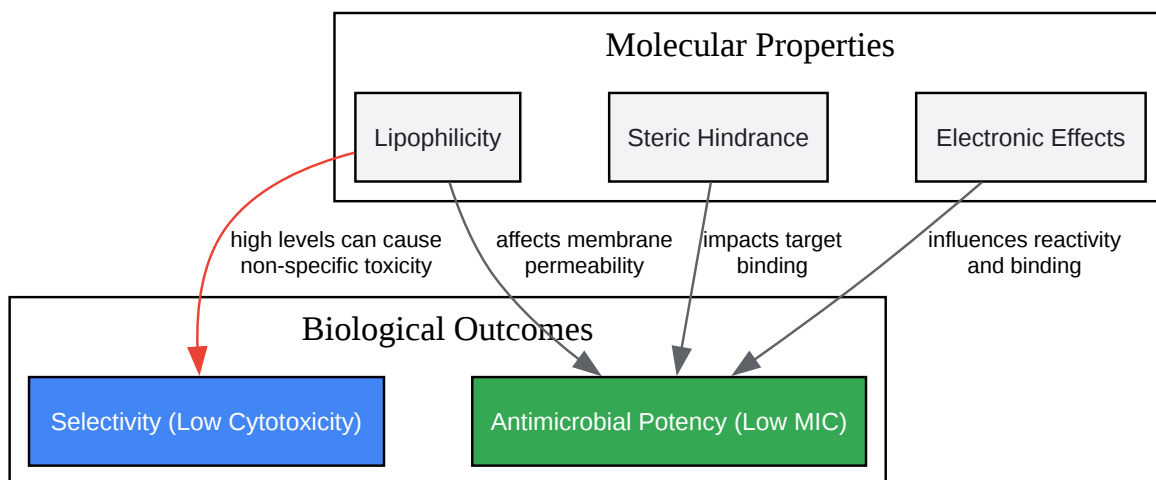 Molecular Properties
Lipophilicity
Steric Hindrance
Electronic Effects
high levels can cause
non-specific toxicity
affects membrane
permeability
impacts target
binding
influences reactivity
and binding
Biological Outcomes
Selectivity (Low Cytotoxicity)
Antimicrobial Potency (Low MIC)